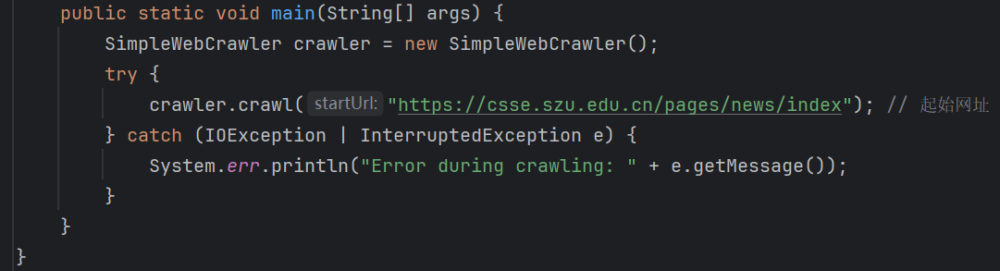 public static void main(String[] args) {
SimpleWebCrawler crawler = new SimpleWebCrawler();
try {
crawler.crawl( startUrl: "https://csse.szu.edu.cn/pages/news/index"); // 起始网址
} catch (IOException | InterruptedException e) {
System.err.println("Error during crawling: " + e.getMessage());
}
}
}